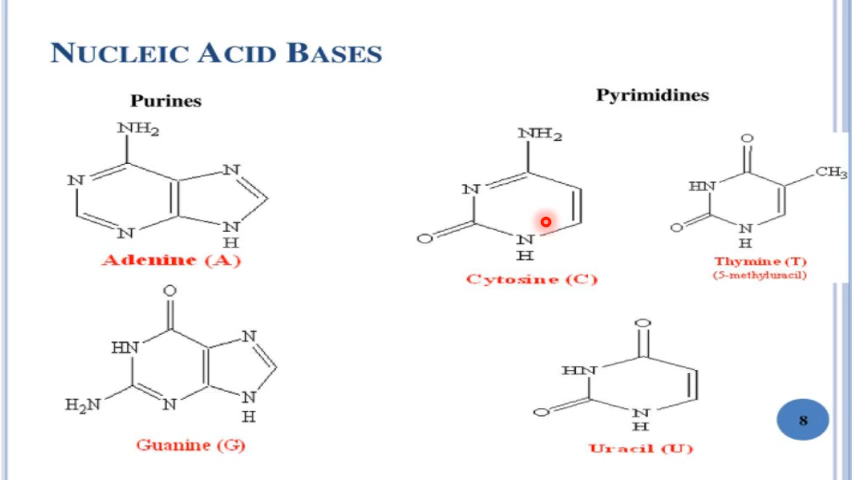 NUCLEIC ACID BASES
Purines
Pyrimidines
NH2
N
N
N
N
H
Adenine (A)
NH2
N
O
N
H
Cytosine (C)
O
HN
CH3
O
N
H
Thymine (T)
(5-methyluracil)
O
HN
N
H2N
N
N
H
Guanine (G)
O
HN
O
N
H
Uracil (U)
8